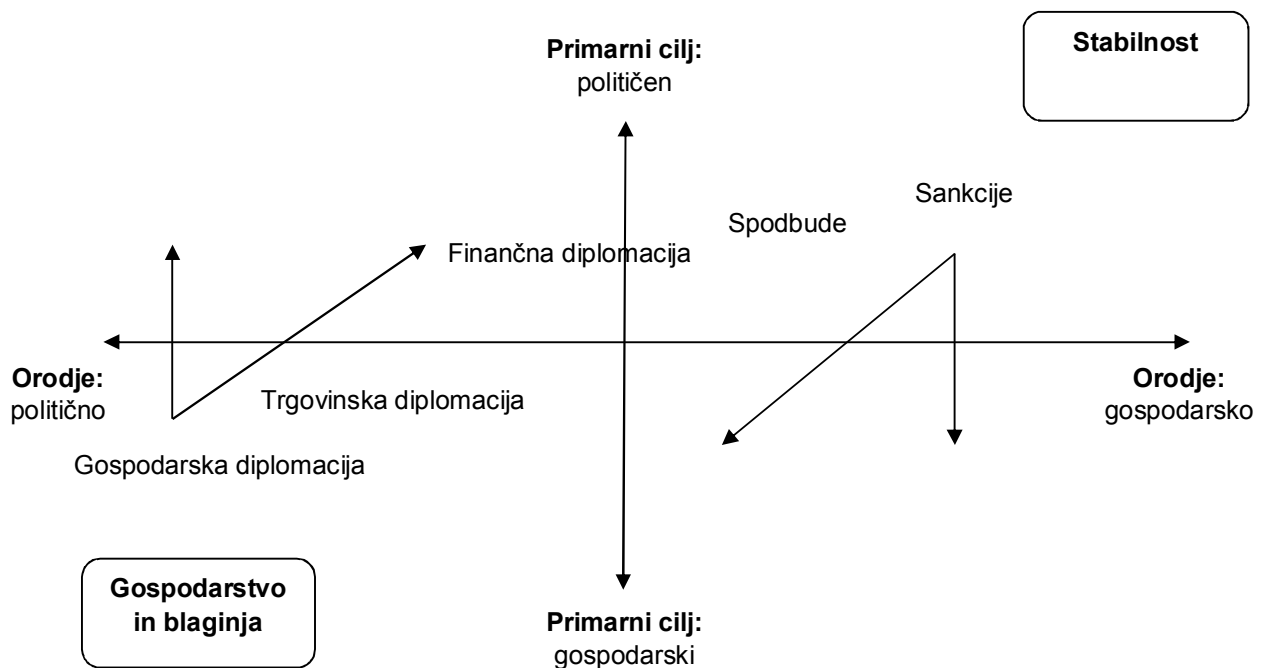 Stabilnost
Primarni cilj:
političen
Sankcije
Spodbude
Finančna diplomacija
Orodje:
politično
Orodje:
gospodarsko
Trgovinska diplomacija
Gospodarska diplomacija
Gospodarstvo
in blaginja
Primarni cilj:
gospodarski